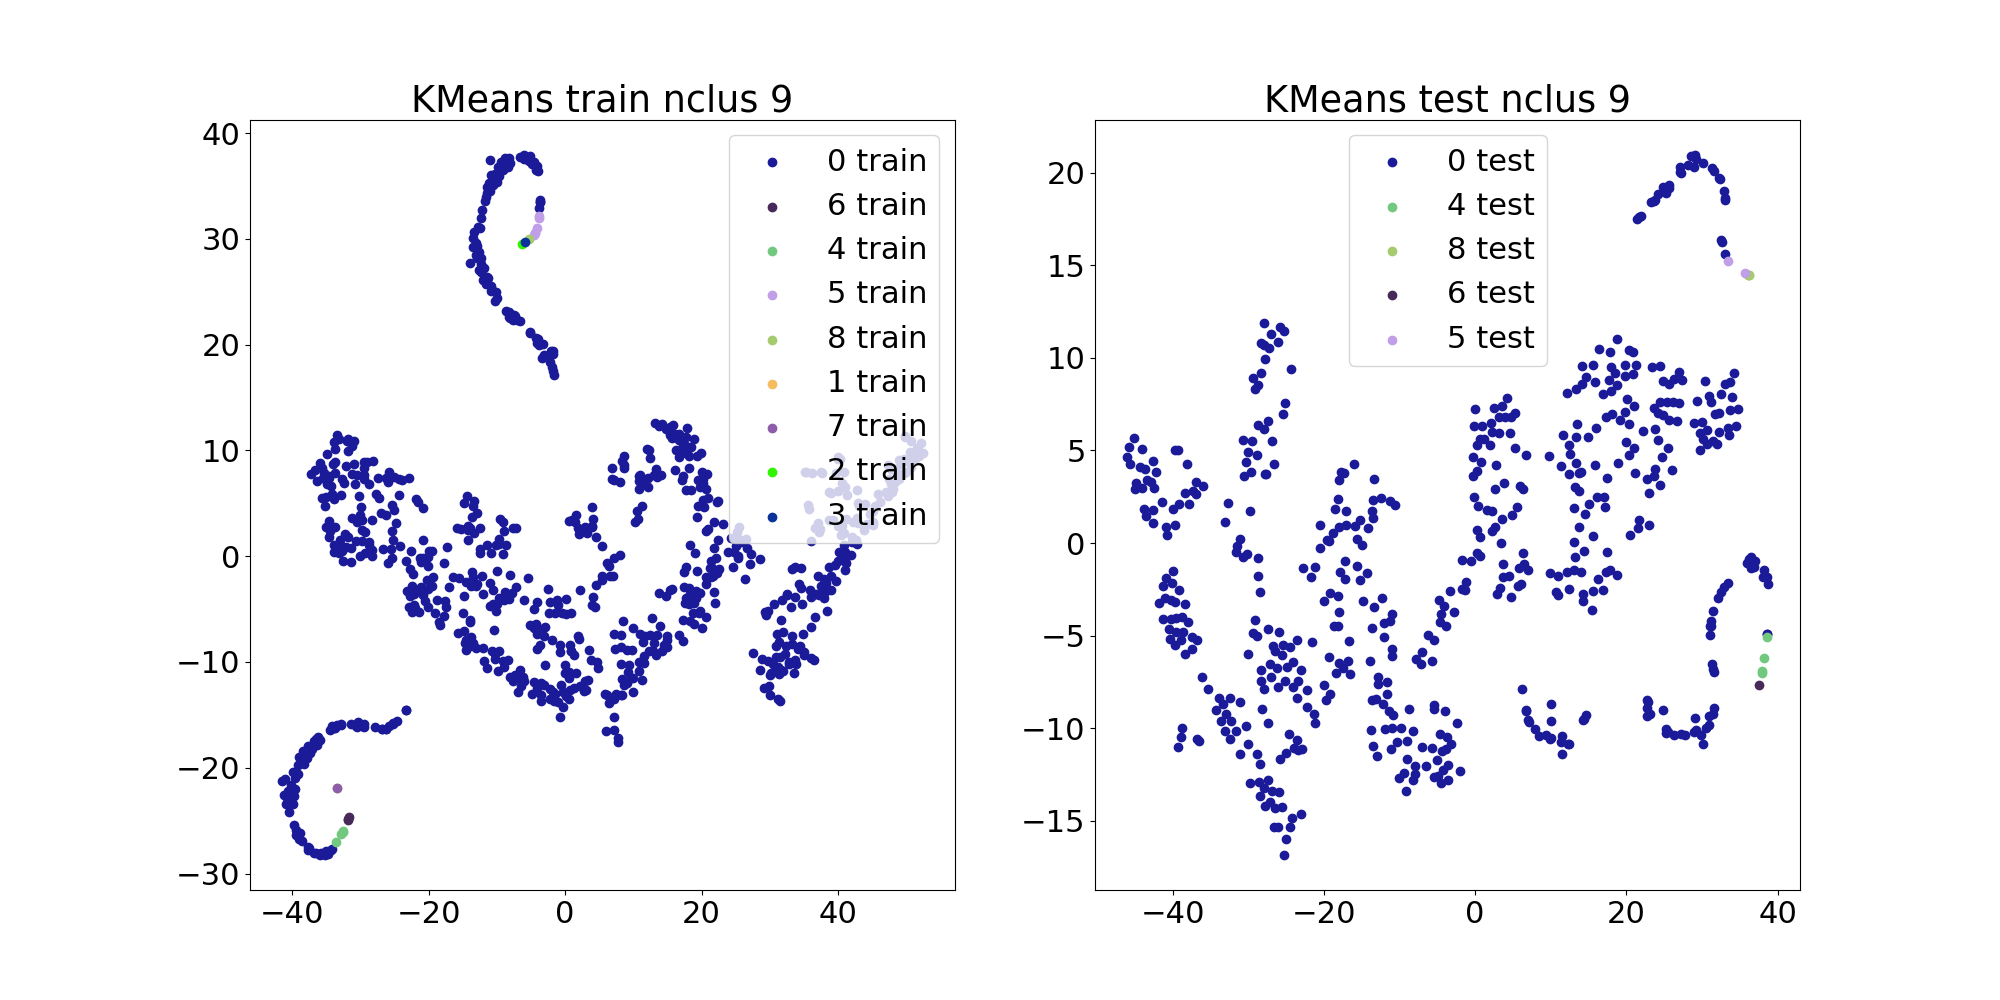 KMeans train nclus 9
40
30
20
10
0
−10
−20
−30
−40
−20
0
20
40
0 train
6 train
4 train
5 train
8 train
1 train
7 train
2 train
3 train
KMeans test nclus 9
20
15
10
5
0
−5
−10
−15
−40
−20
0
20
40
0 test
4 test
8 test
6 test
5 test